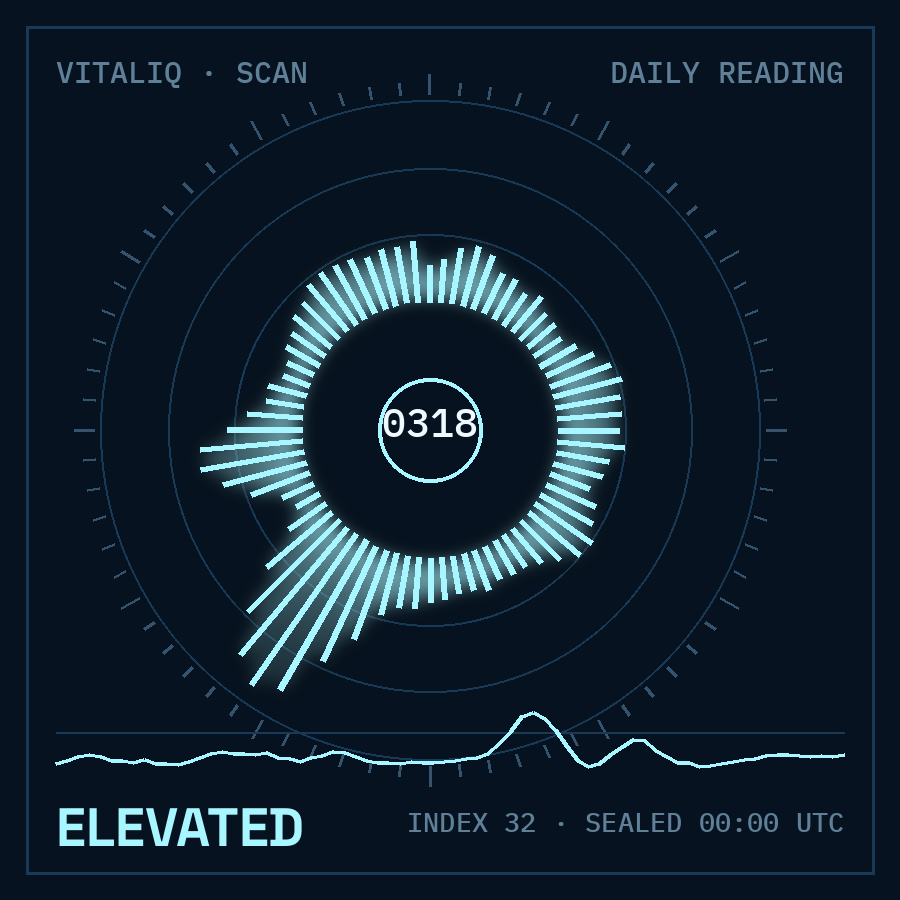 VITALIQ · SCAN
DAILY READING
0318
ELEVATED
INDEX 32 · SEALED 00:00 UTC